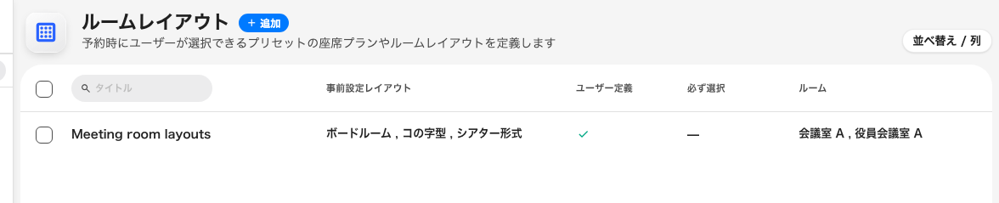 ルームレイアウト
+ 追加
予約時にユーザーが選択できるプリセットの座席プランやルームレイアウトを定義します
並べ替え / 列
タイトル 事前設定レイアウト ユーザー定義 必ず選択 ルーム
Meeting room layouts ボードルーム , コの字型 , シアター形式 ✓ — 会議室 A , 役員会議室 A